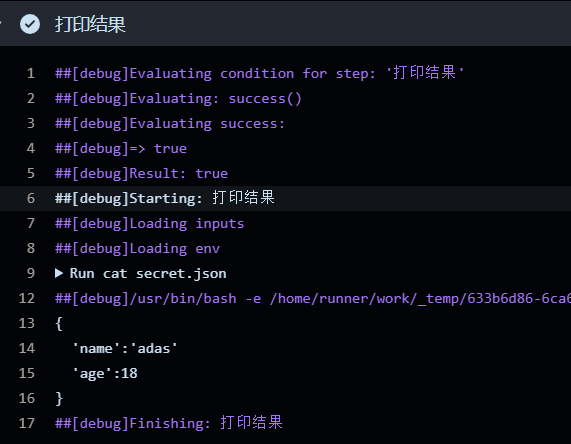 打印结果
1 ##[debug]Evaluating condition for step: '打印结果'
2 ##[debug]Evaluating: success()
3 ##[debug]Evaluating success:
4 ##[debug]=> true
5 ##[debug]Result: true
6 ##[debug]Starting: 打印结果
7 ##[debug]Loading inputs
8 ##[debug]Loading env
9 ▶ Run cat secret.json
12 ##[debug]/usr/bin/bash -e /home/runner/work/_temp/633b6d86-6ca6
13 {
14 'name':'adas'
15 'age':18
16 }
17 ##[debug]Finishing: 打印结果